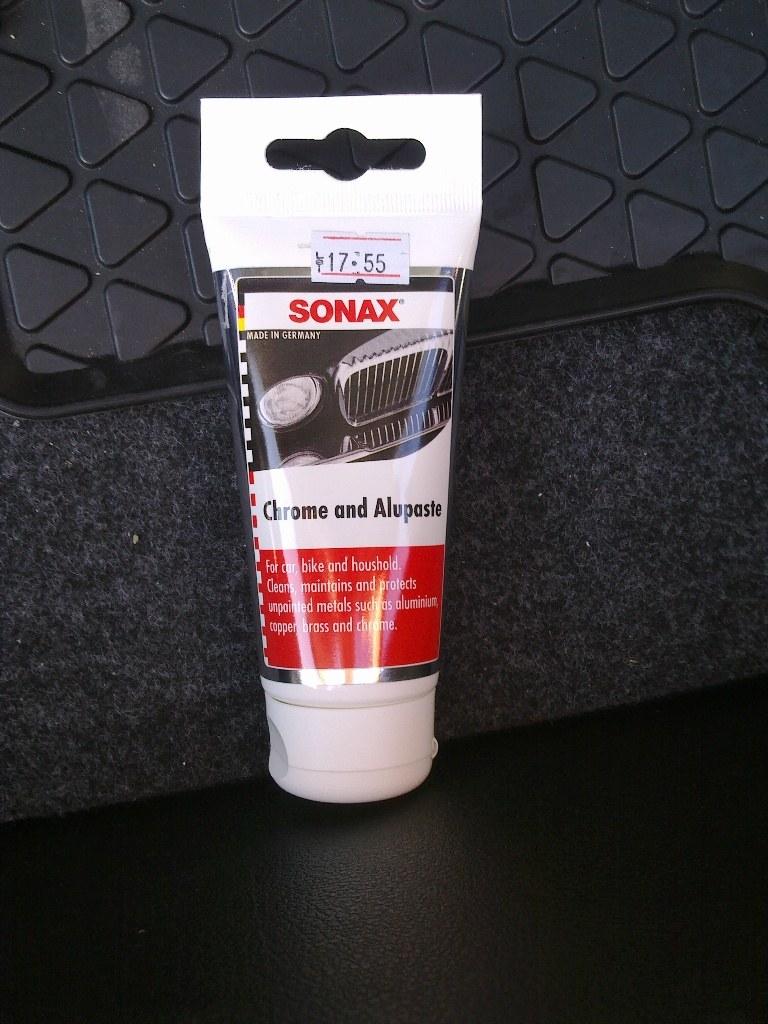 $17.55
SONAX®
MADE IN GERMANY
Chrome and Alupaste
For car, bike and houshold.
Cleans, maintains and protects
unpainted metals such as aluminium,
copper, brass and chrome.